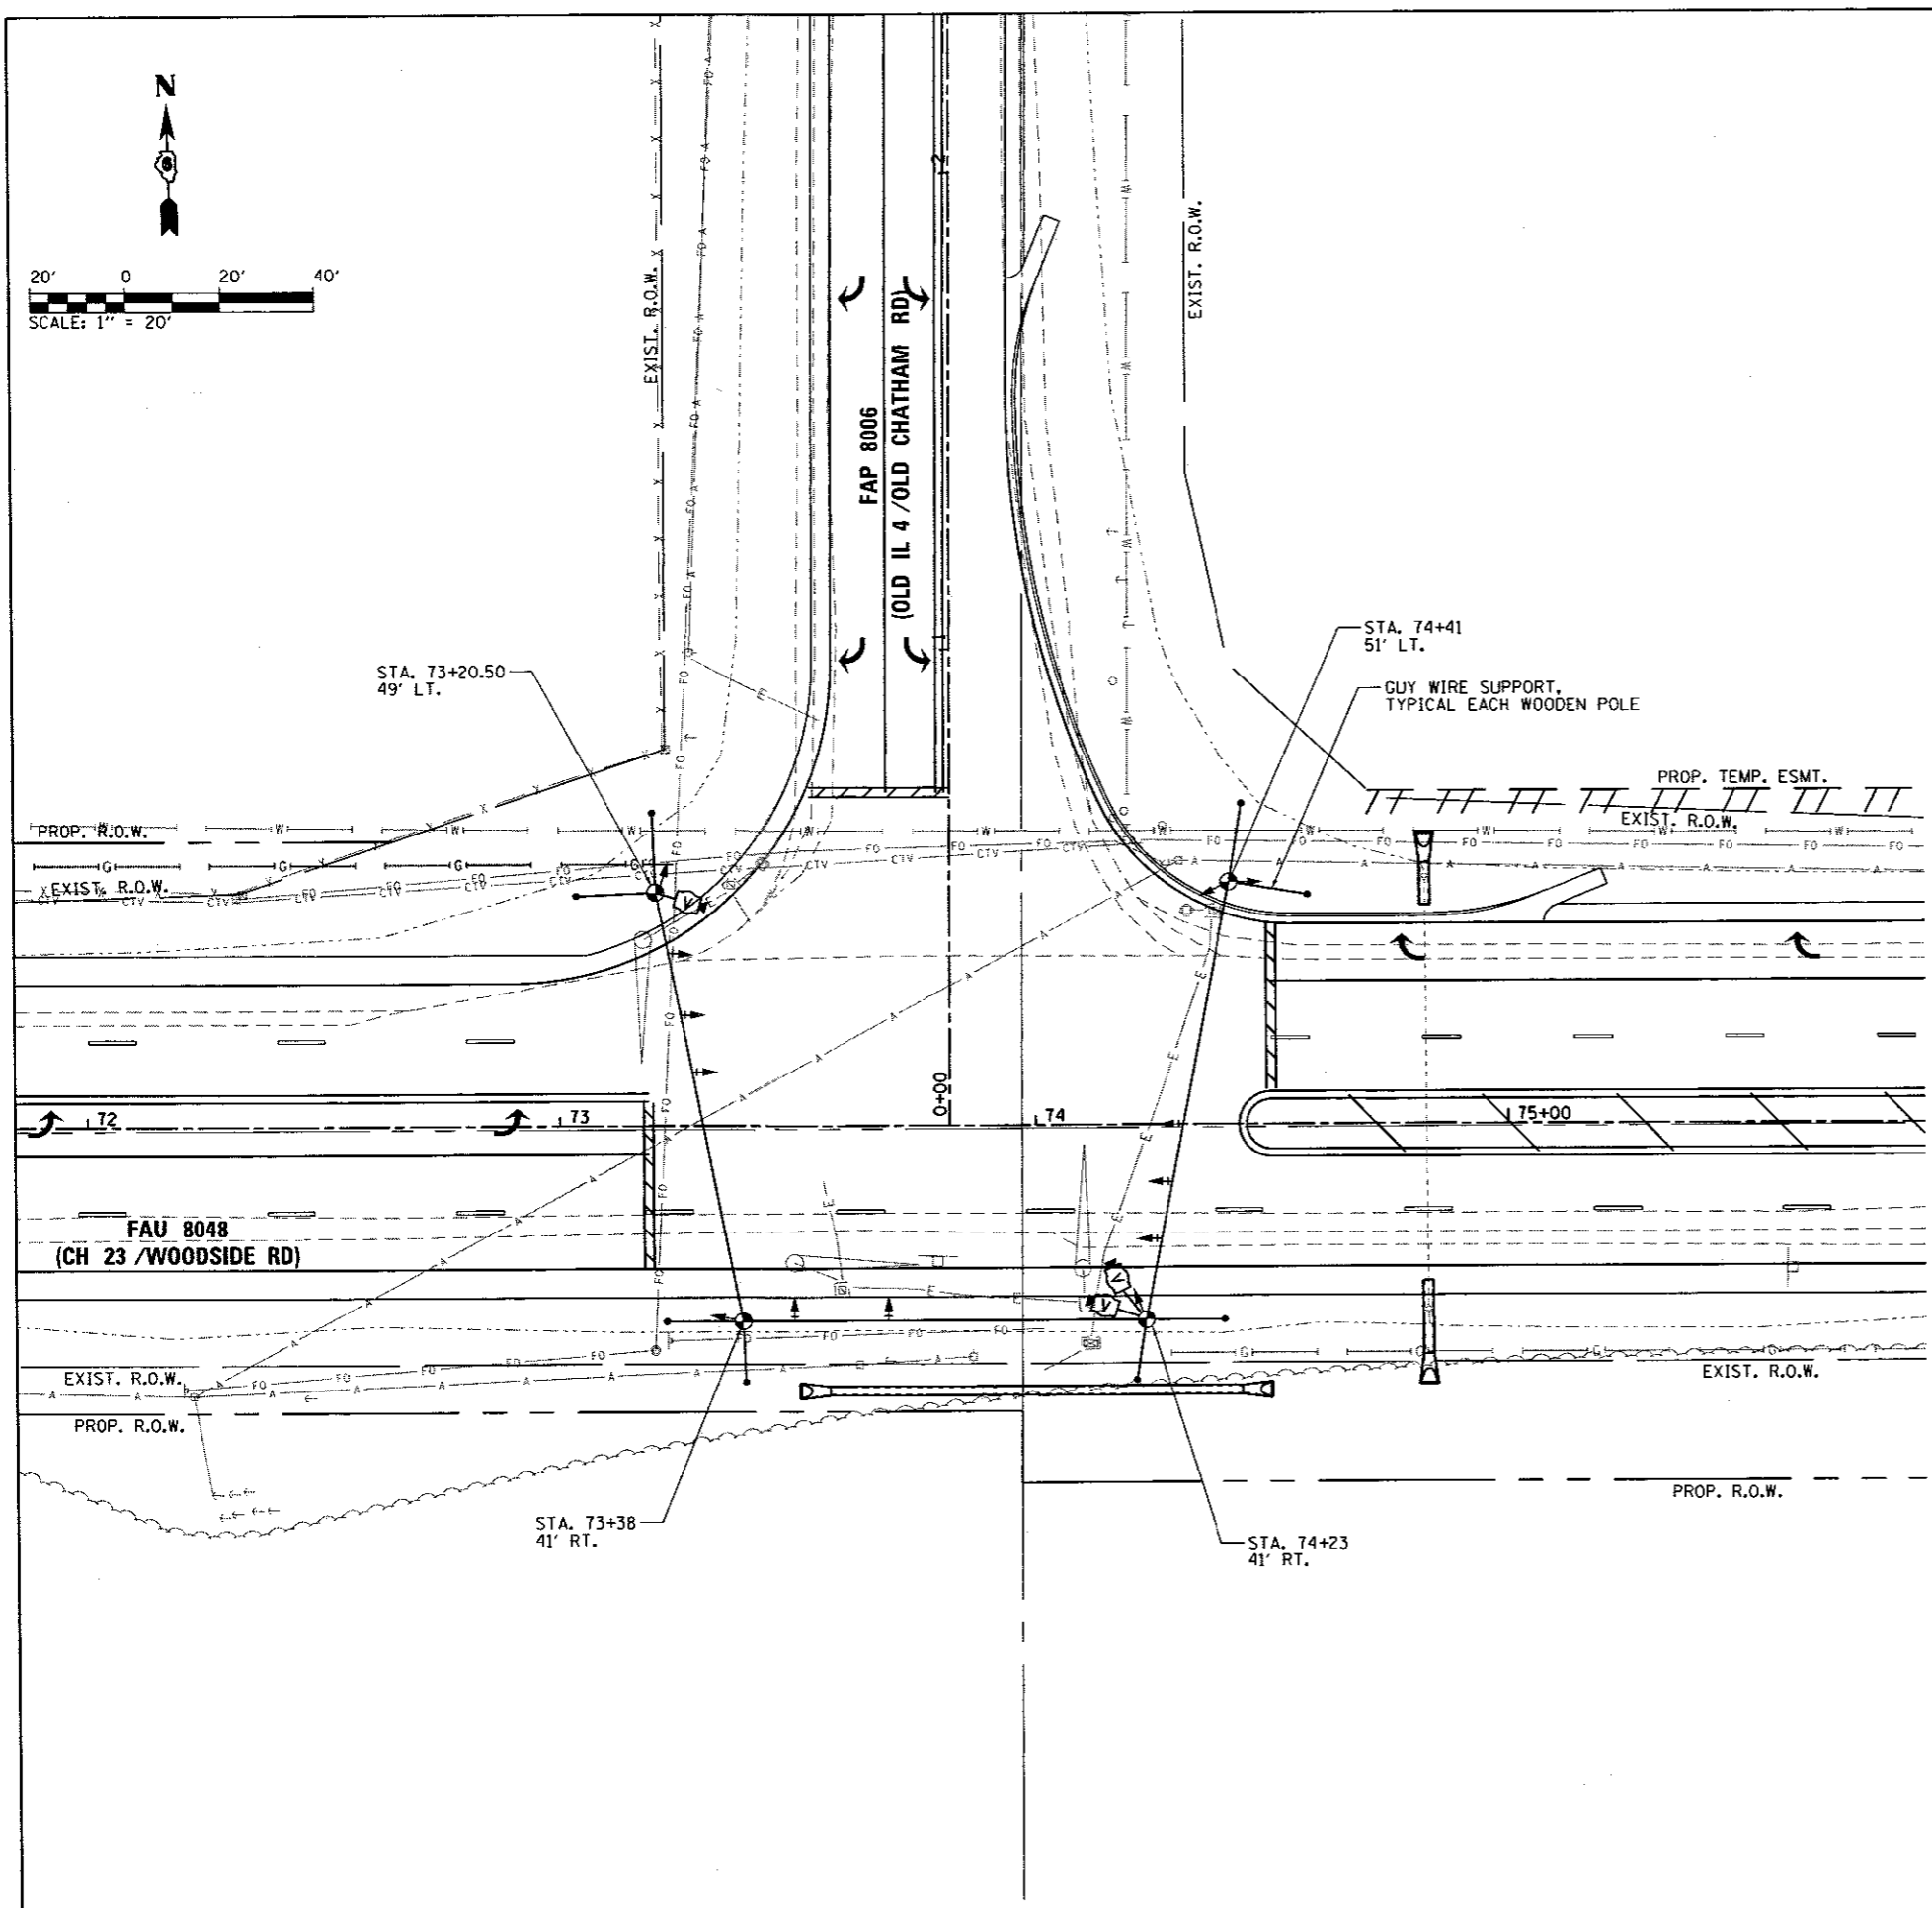 N
6
20' 0 20' 40'
SCALE: 1" = 20'
EXIST. R.O.W.
FAP 8006
(OLD IL 4 /OLD CHATHAM RD)
2
1
EXIST. R.O.W.
STA. 73+20.50
49' LT.
STA. 74+41
51' LT.
GUY WIRE SUPPORT,
TYPICAL EACH WOODEN POLE
PROP. TEMP. ESMT.
EXIST. R.O.W.
PROP. R.O.W.
EXIST. R.O.W.
0+00
72
73
74
75+00
FAU 8048
(CH 23 /WOODSIDE RD)
EXIST. R.O.W.
PROP. R.O.W.
EXIST. R.O.W.
PROP. R.O.W.
STA. 73+38
41' RT.
STA. 74+23
41' RT.